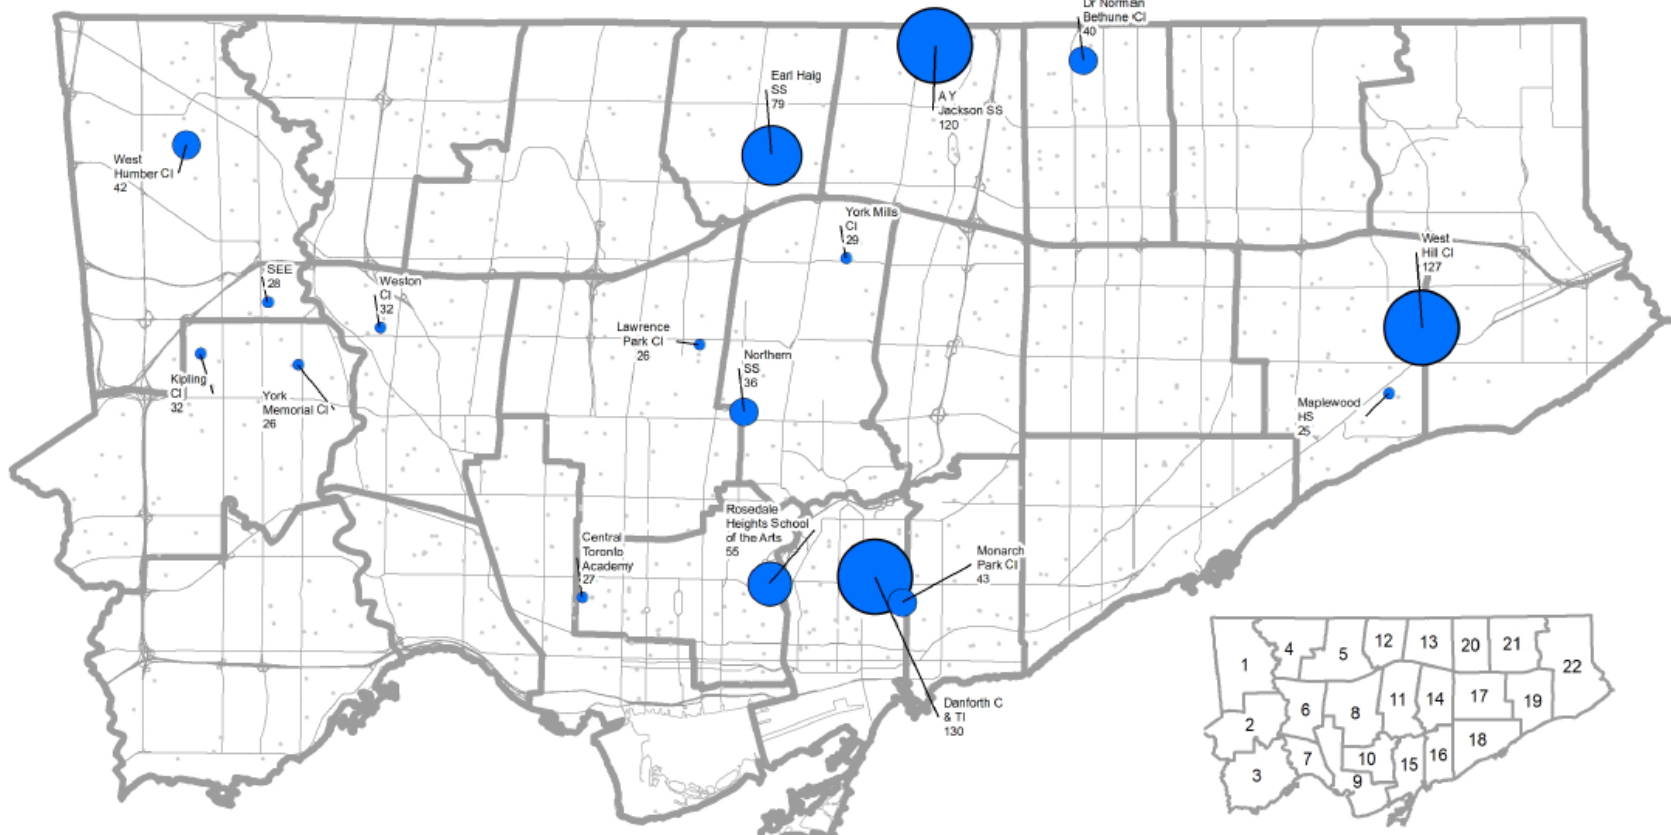 Dr Norman
Bethune CI
40
Earl Haig
SS
79
A Y
Jackson SS
120
West
Humber CI
42
York Mills
CI
29
West
Hill CI
127
SEE
28
Weston
CI
32
Lawrence
Park CI
26
Northern
SS
36
Kipling
CI
32
York
Memorial CI
26
Maplewood
HS
25
Rosedale
Heights School
of the Arts
55
Central
Toronto
Academy
27
Monarch
Park CI
43
Danforth C
& TI
130
1
2
3
4
5
6
7
8
9
10
11
12
13
14
15
16
17
18
19
20
21
22